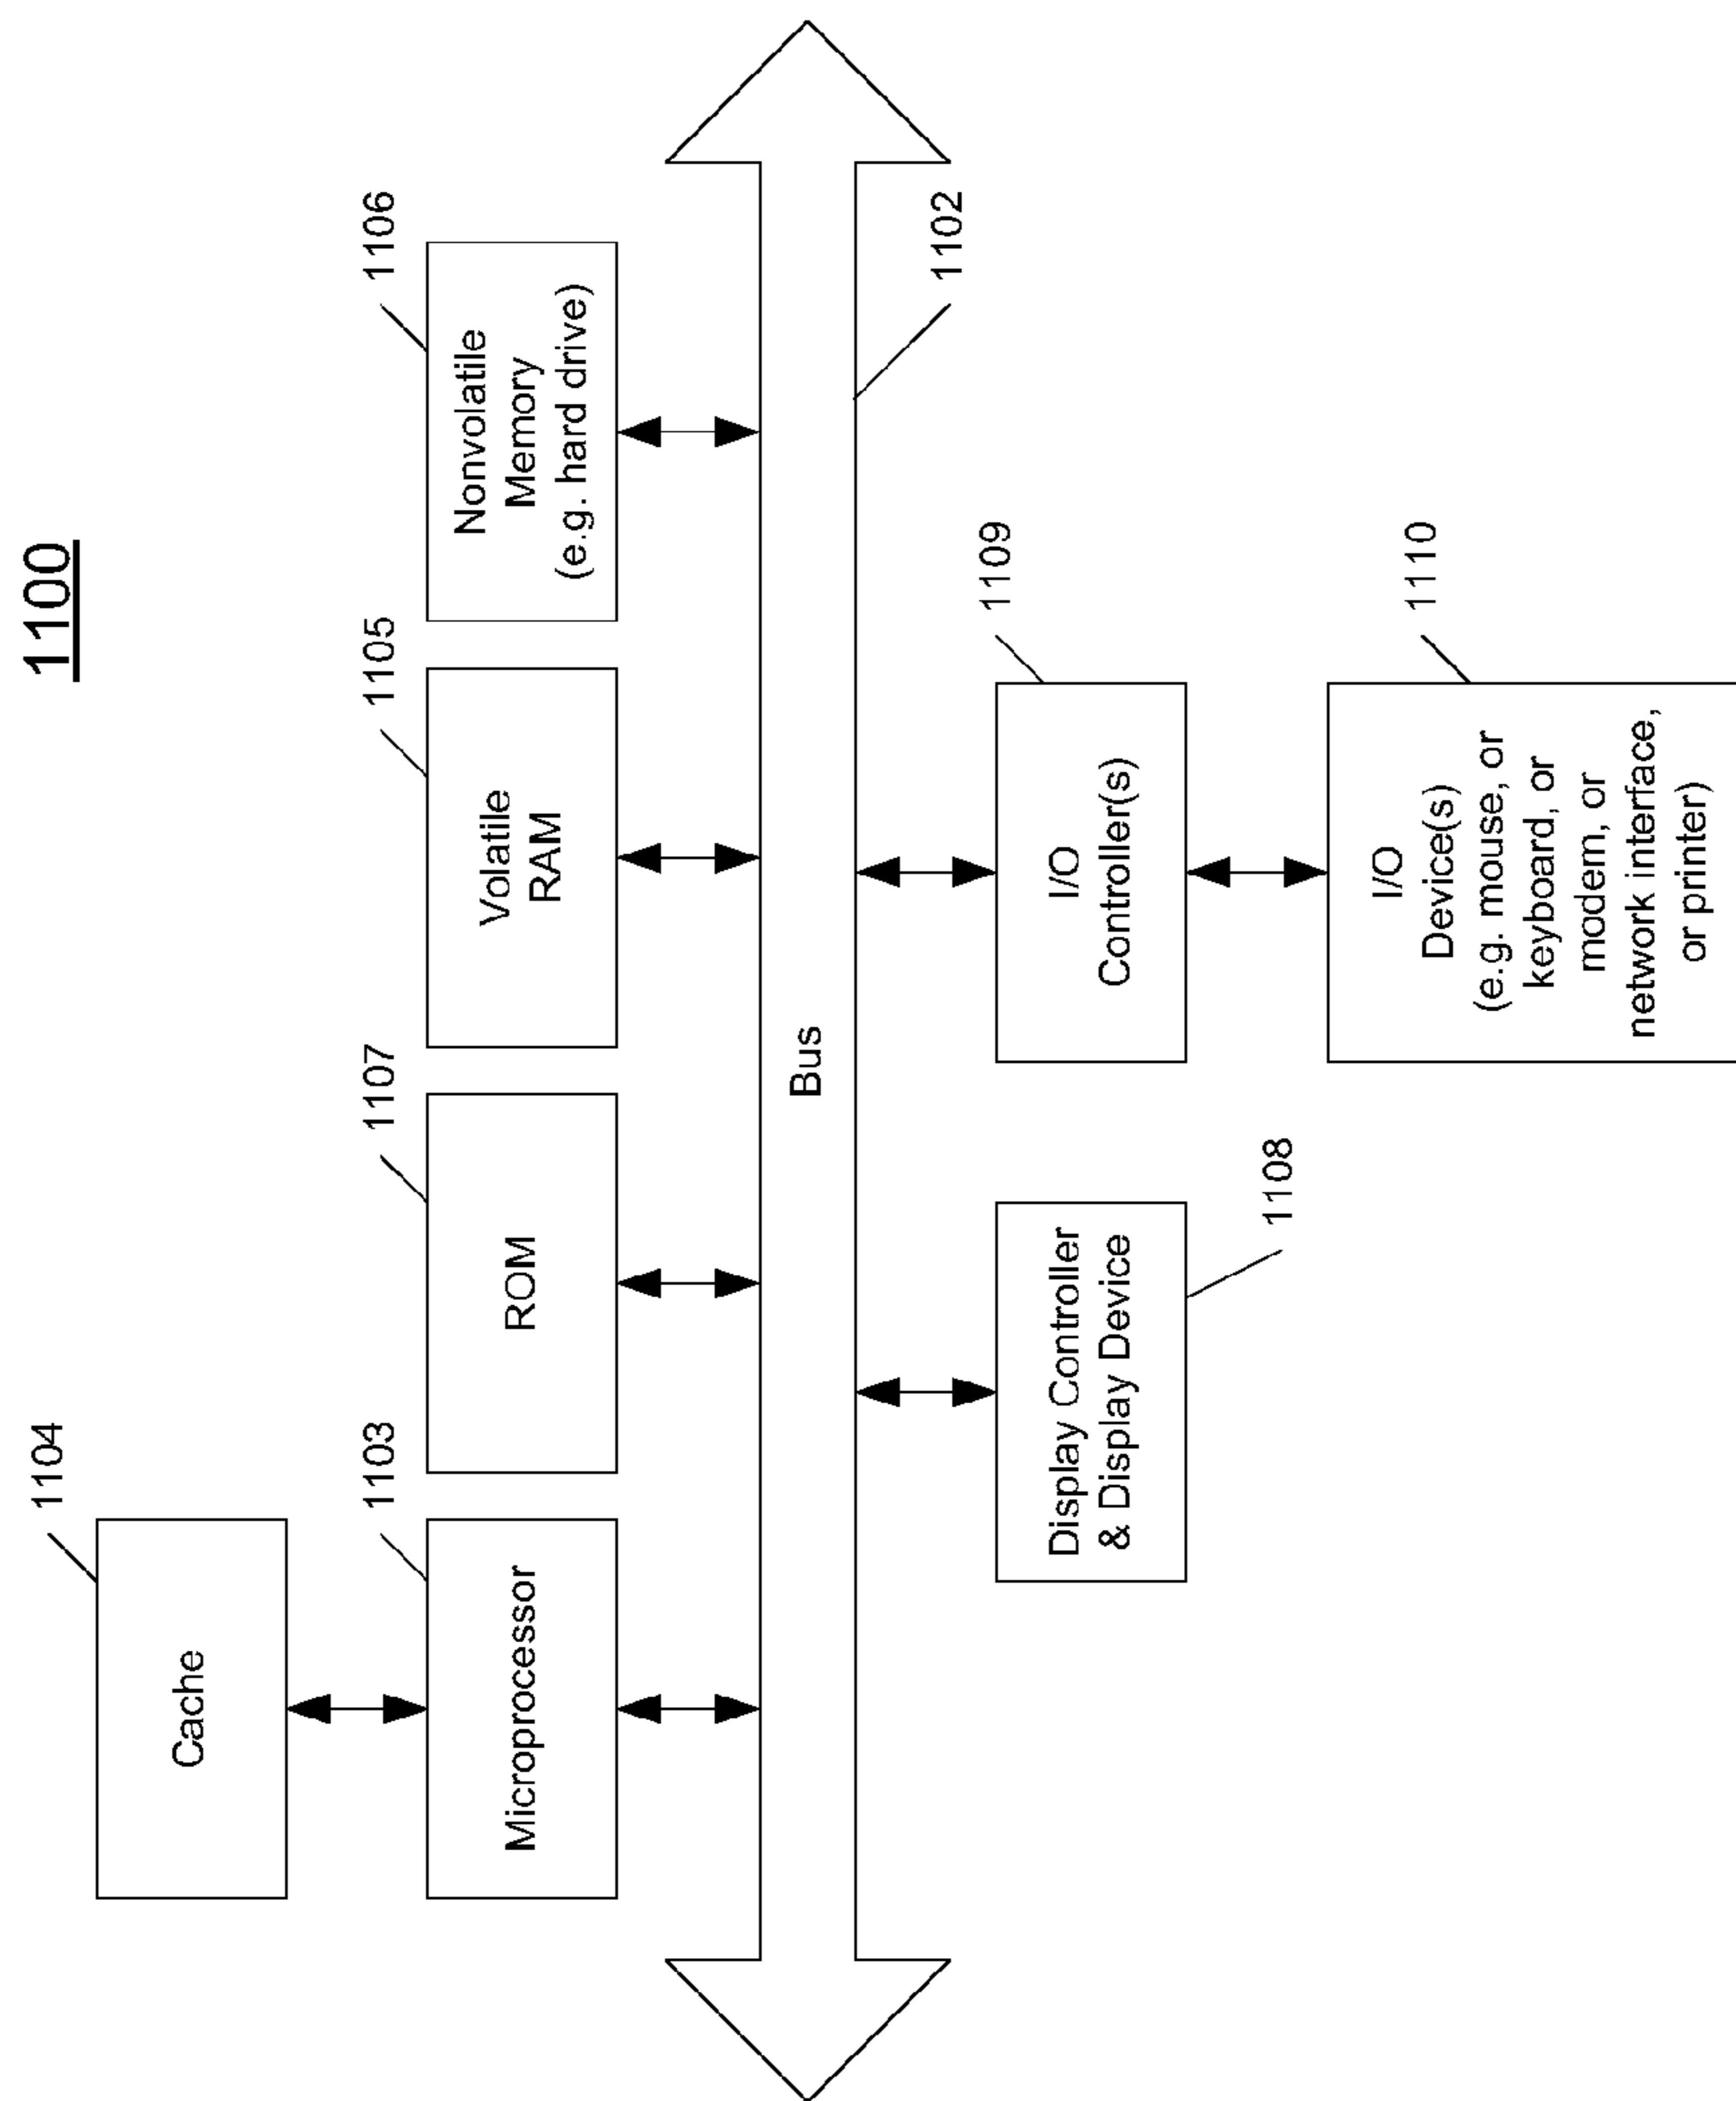 1100
1104
Cache
1103
1107
1105
1106
Microprocessor
ROM
Volatile
RAM
Nonvolatile
Memory
(e.g. hard drive)
Bus
1102
1109
Display Controller
& Display Device
1108
I/O
Controller(s)
1110
I/O
Device(s)
(e.g. mouse, or
keyboard, or
modem, or
network interface,
or printer)